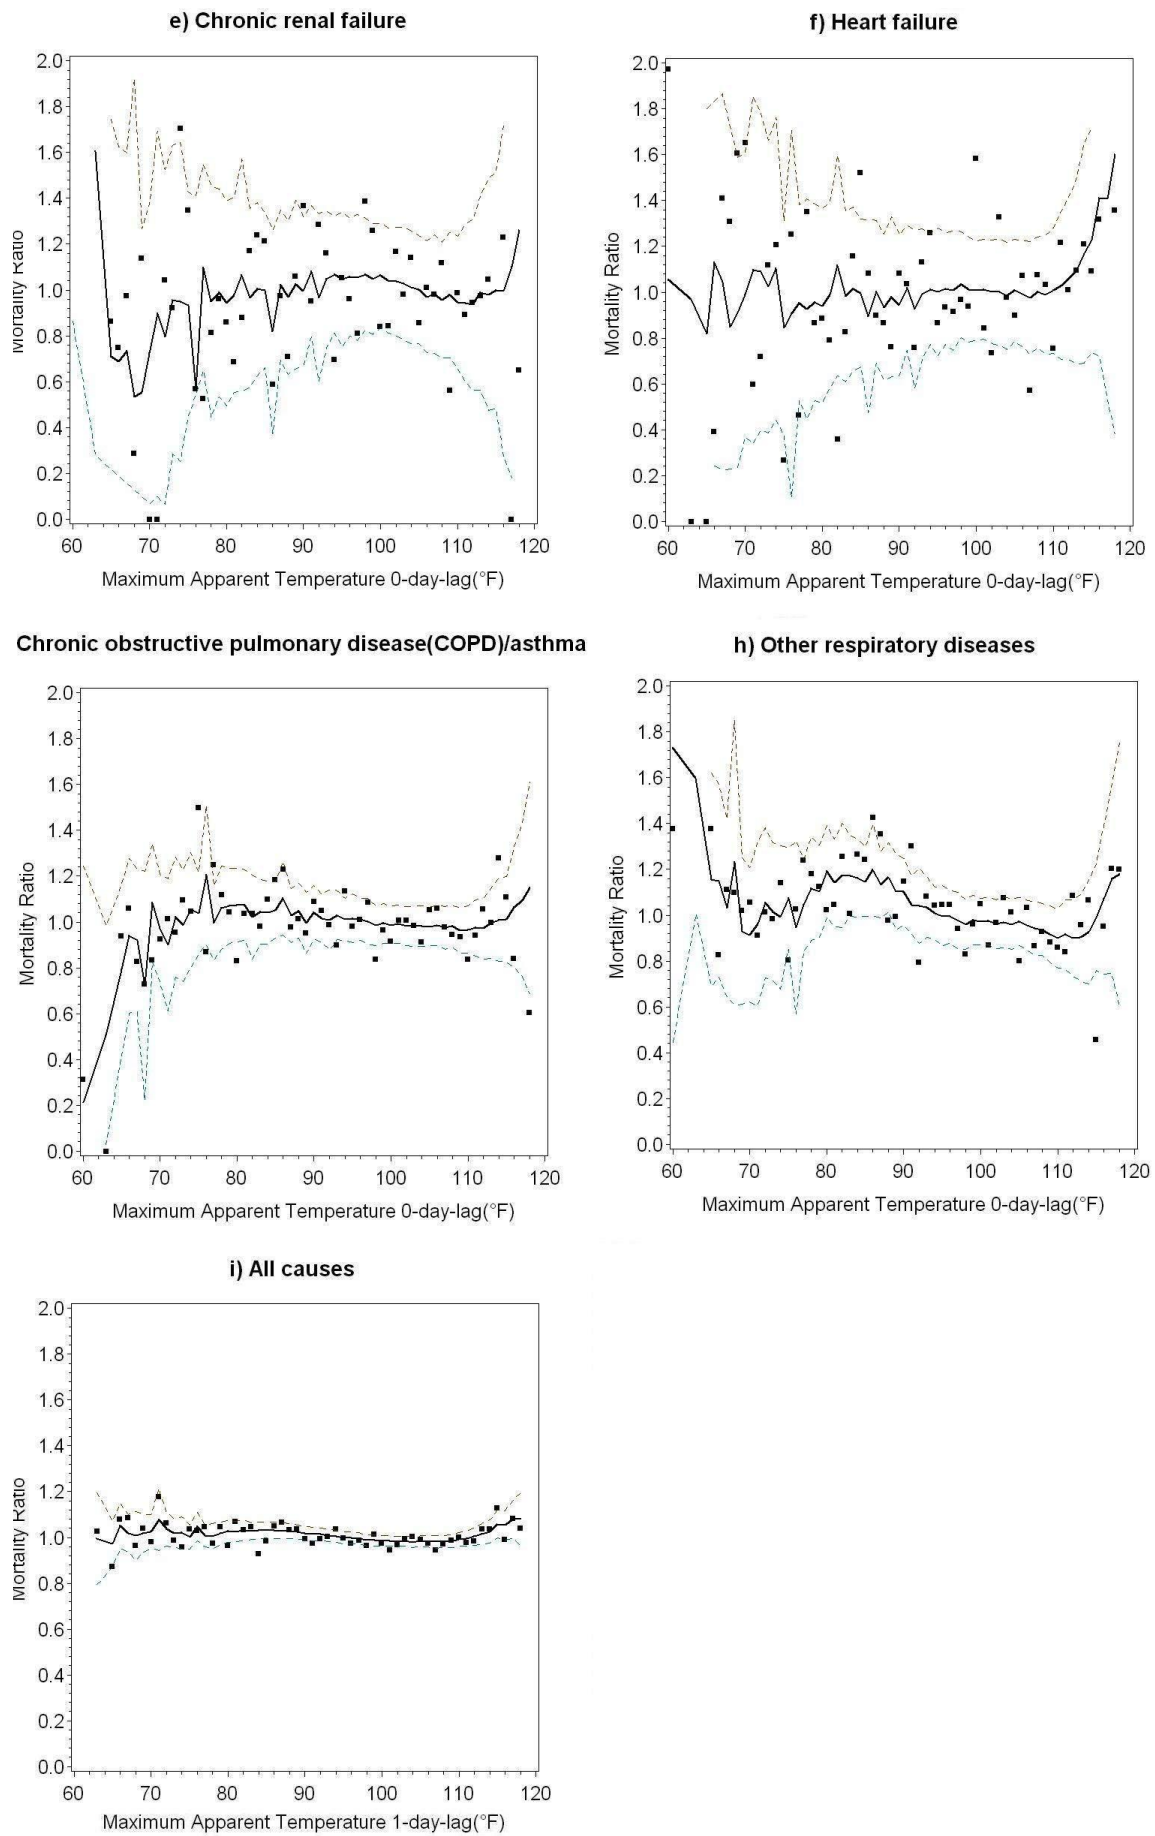 e) Chronic renal failure
2.0
1.8
1.6
1.4
1.2
1.0
0.8
0.6
0.4
0.2
0.0
Mortality Ratio
60 70 80 90 100 110 120
Maximum Apparent Temperature 0-day-lag(°F)
f) Heart failure
2.0
1.8
1.6
1.4
1.2
1.0
0.8
0.6
0.4
0.2
0.0
Mortality Ratio
60 70 80 90 100 110 120
Maximum Apparent Temperature 0-day-lag(°F)
Chronic obstructive pulmonary disease(COPD)/asthma
2.0
1.8
1.6
1.4
1.2
1.0
0.8
0.6
0.4
0.2
0.0
Mortality Ratio
60 70 80 90 100 110 120
Maximum Apparent Temperature 0-day-lag(°F)
h) Other respiratory diseases
2.0
1.8
1.6
1.4
1.2
1.0
0.8
0.6
0.4
0.2
0.0
Mortality Ratio
60 70 80 90 100 110 120
Maximum Apparent Temperature 0-day-lag(°F)
i) All causes
2.0
1.8
1.6
1.4
1.2
1.0
0.8
0.6
0.4
0.2
0.0
Mortality Ratio
60 70 80 90 100 110 120
Maximum Apparent Temperature 1-day-lag(°F)